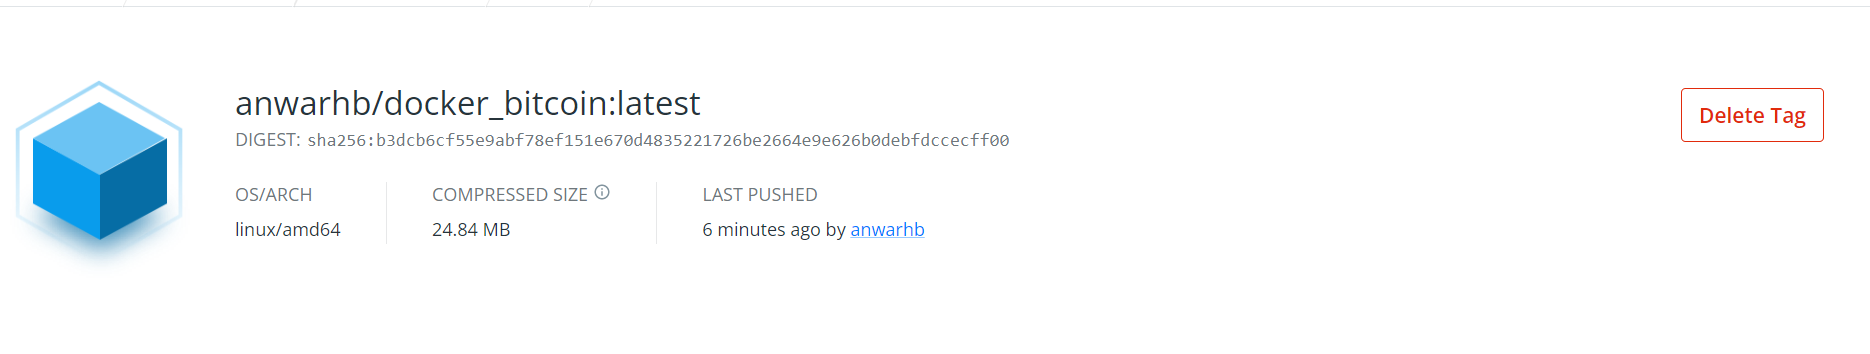 anwarhb/docker_bitcoin:latest
Delete Tag
DIGEST: sha256:b3dcb6cf55e9abf78ef151e670d4835221726be2664e9e626b0debfdccecff00
OS/ARCH
linux/amd64
COMPRESSED SIZE
24.84 MB
LAST PUSHED
6 minutes ago by anwarhb